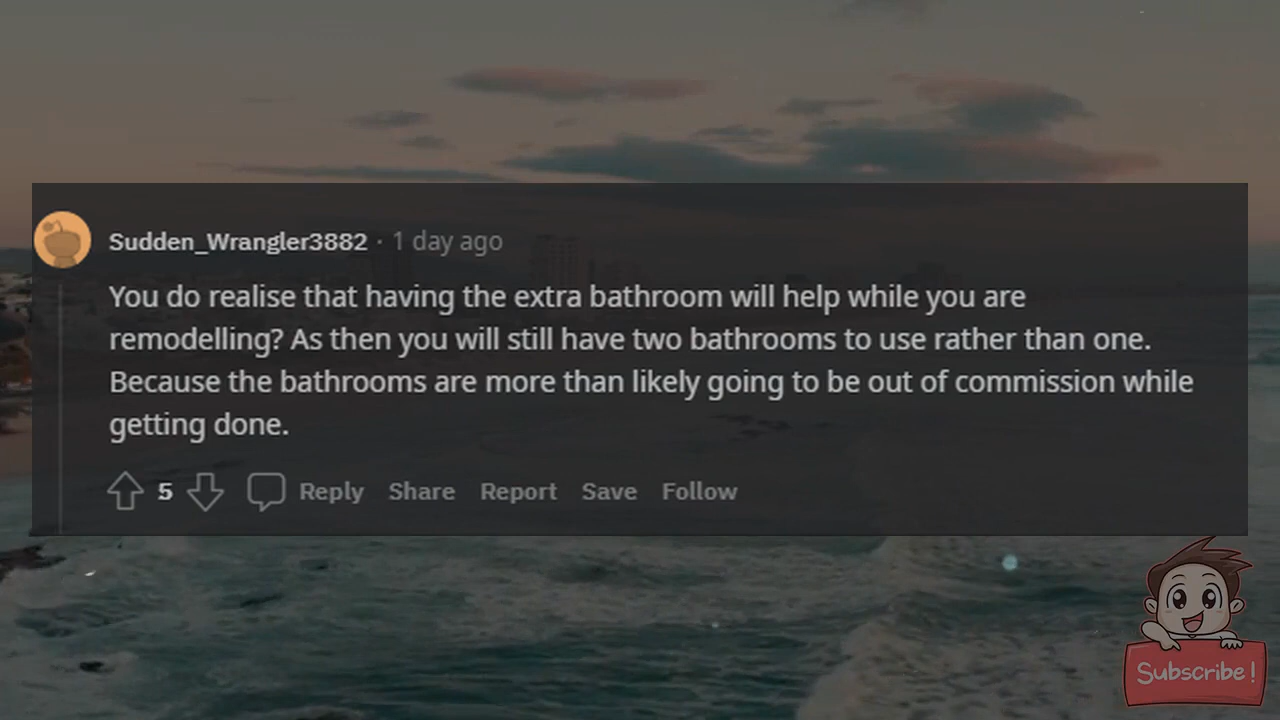 Sudden_Wrangler3882 · 1 day ago
You do realise that having the extra bathroom will help while you are
remodelling? As then you will still have two bathrooms to use rather than one.
Because the bathrooms are more than likely going to be out of commission while
getting done.
5 Reply Share Report Save Follow
Subscribe!